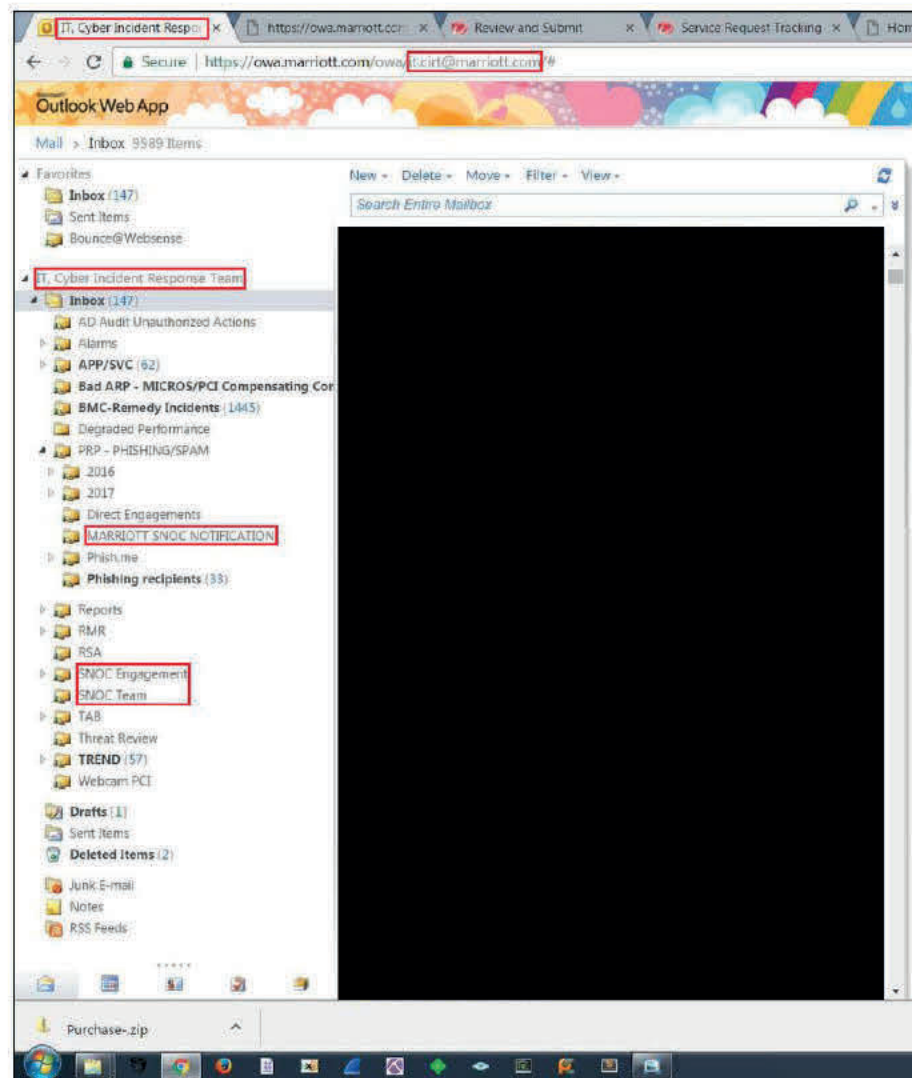 IT, Cyber Incident Respo
https://owa.marriott.com
Review and Submit
Service Request Tracking
Hom
Secure
https://owa.marriott.com/owa/it.cirt@marriott.com/#
Outlook Web App
Mail > Inbox 9589 Items
Favorites
Inbox (147)
Sent Items
Bounce@Websense
IT, Cyber Incident Response Team
Inbox (147)
AD Audit Unauthorized Actions
Alarms
APP/SVC (62)
Bad ARP - MICROS/PCI Compensating Cor
BMC-Remedy Incidents (1445)
Degraded Performance
PRP - PHISHING/SPAM
2016
2017
Direct Engagements
MARRIOTT SNOC NOTIFICATION
Phish.me
Phishing recipients (33)
Reports
RMR
RSA
SNOC Engagement
SNOC Team
TAB
Threat Review
TREND (57)
Webcam PCI
Drafts [1]
Sent Items
Deleted Items (2)
Junk E-mail
Notes
RSS Feeds
New Delete Move Filter View
Search Entire Mailbox
Purchase-.zip